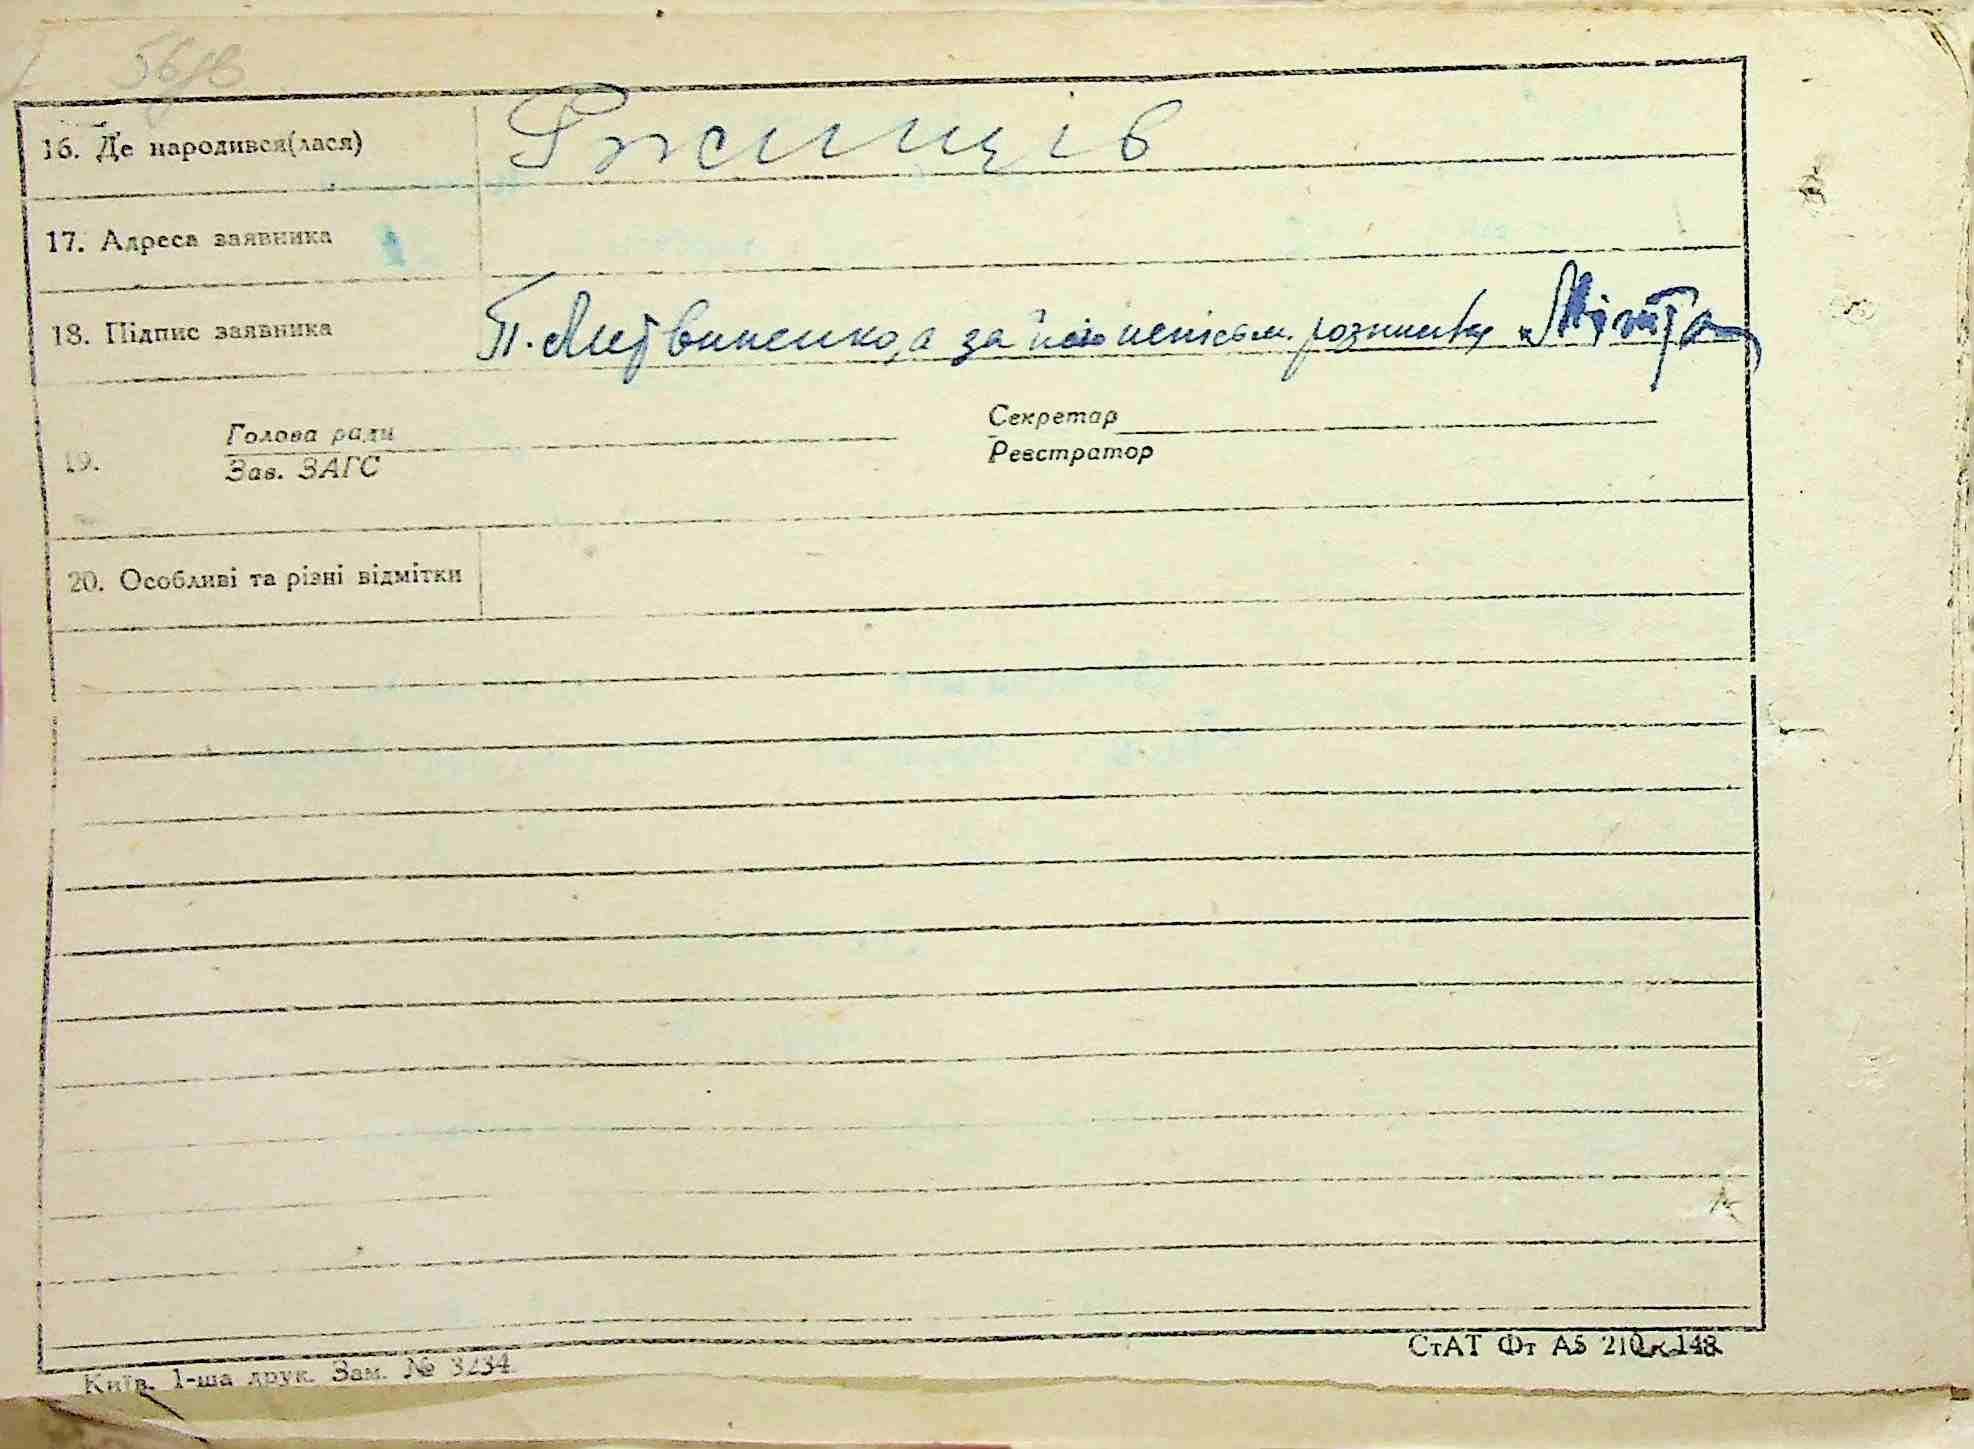 56зв
16. Де народився(лася) Ржищів
17. Адреса заявника
18. Підпис заявника П. Литвиненко, а за його неписьм. розписавсь
19. Голова ради Секретар
Зав. ЗАГС Реєстратор
20. Особливі та різні відмітки
Київ. 1-ша друк. Зам. № 3234.
СтАТ Фт А5 210×148